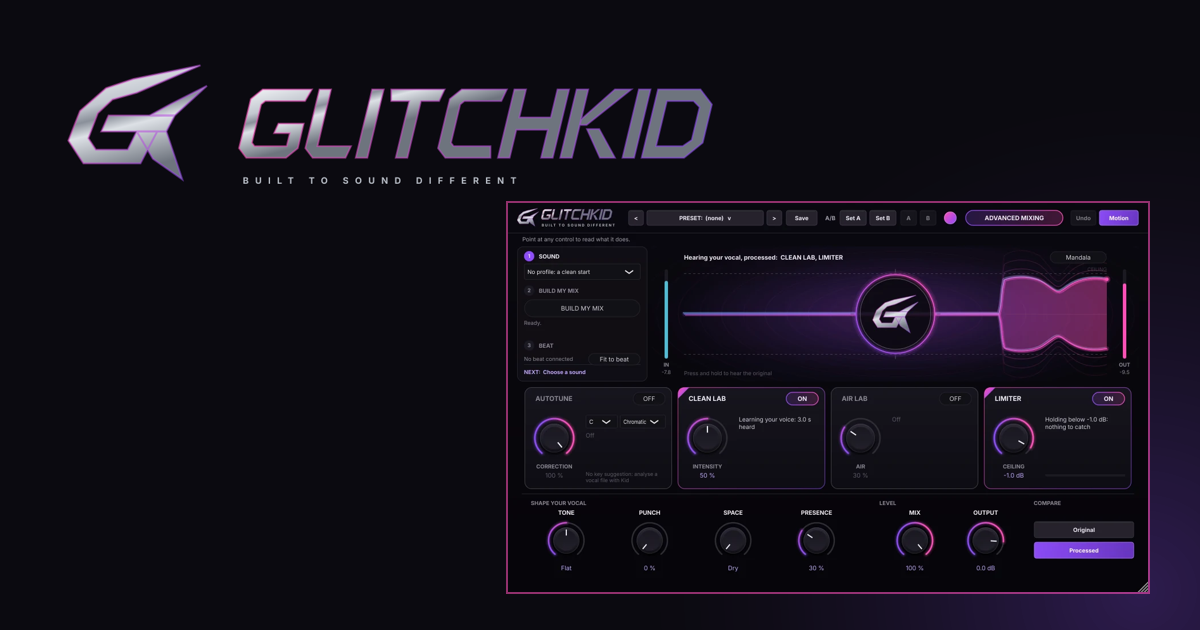 GLITCHKID
BUILT TO SOUND DIFFERENT
GLITCHKID
BUILT TO SOUND DIFFERENT
< PRESET: (none) v > Save A/B Set A Set B A B ADVANCED MIXING Undo Motion
Point at any control to read what it does.
1 SOUND
No profile: a clean start
2 BUILD MY MIX
BUILD MY MIX
Ready.
3 BEAT
No beat connected Fit to beat
NEXT: Choose a sound
Hearing your vocal, processed: CLEAN LAB, LIMITER
Mandala
IN
-7.8
Press and hold to hear the original
OUT
-9.5
AUTOTUNE OFF
C Chromatic
Off
CORRECTION
100 %
No key suggestion: analyse a
vocal file with Kid
CLEAN LAB ON
Learning your voice: 3.0 s
heard
INTENSITY
50 %
AIR LAB OFF
Off
AIR
30 %
LIMITER ON
Holding below -1.0 dB:
nothing to catch
CEILING
-1.0 dB
SHAPE YOUR VOCAL LEVEL COMPARE
TONE PUNCH SPACE PRESENCE MIX OUTPUT
Original
Processed
Flat 0 % Dry 30 % 100 % 0.0 dB